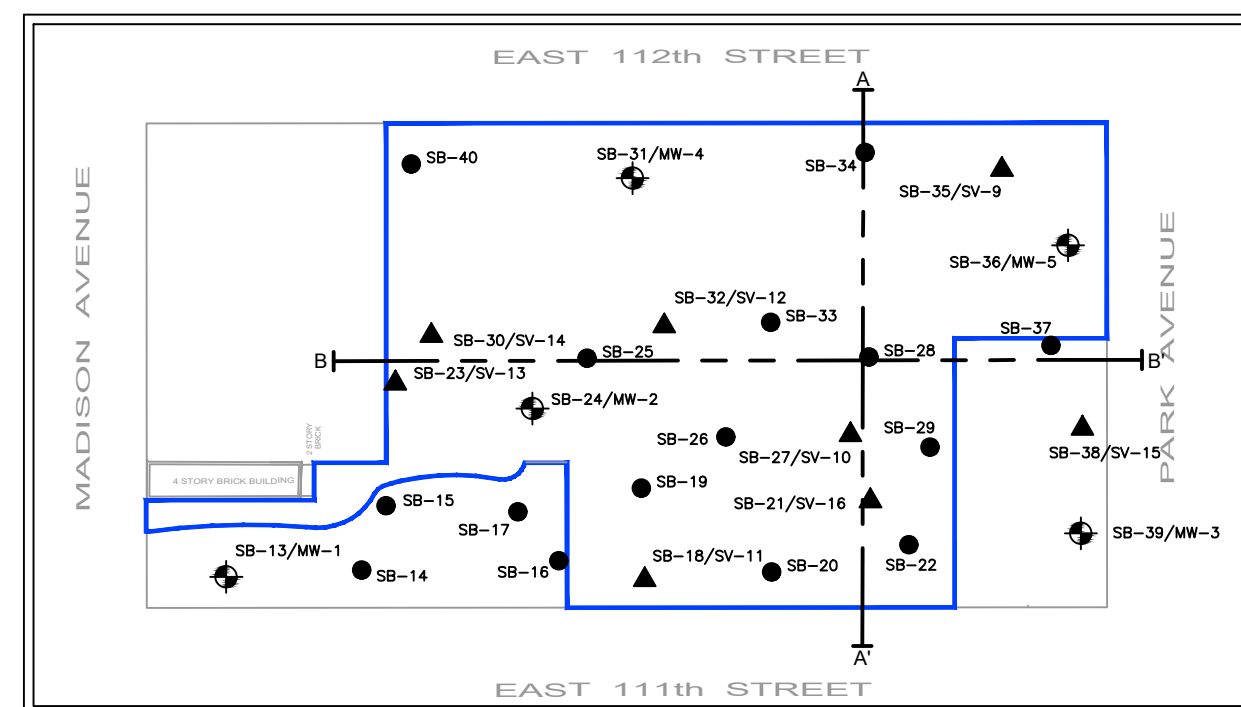 EAST 112th STREET
A
SB-40
SB-31/MW-4
SB-34
SB-35/SV-9
MADISON AVENUE
PARK AVENUE
SB-36/MW-5
SB-32/SV-12
SB-33
SB-37
SB-30/SV-14
SB-25
SB-28
B
B'
SB-23/SV-13
SB-24/MW-2
2 STORY
BRICK
SB-26
SB-27/SV-10
SB-29
SB-38/SV-15
4 STORY BRICK BUILDING
SB-19
SB-21/SV-16
SB-15
SB-17
SB-39/MW-3
SB-13/MW-1
SB-18/SV-11
SB-14
SB-16
SB-20
SB-22
A'
EAST 111th STREET